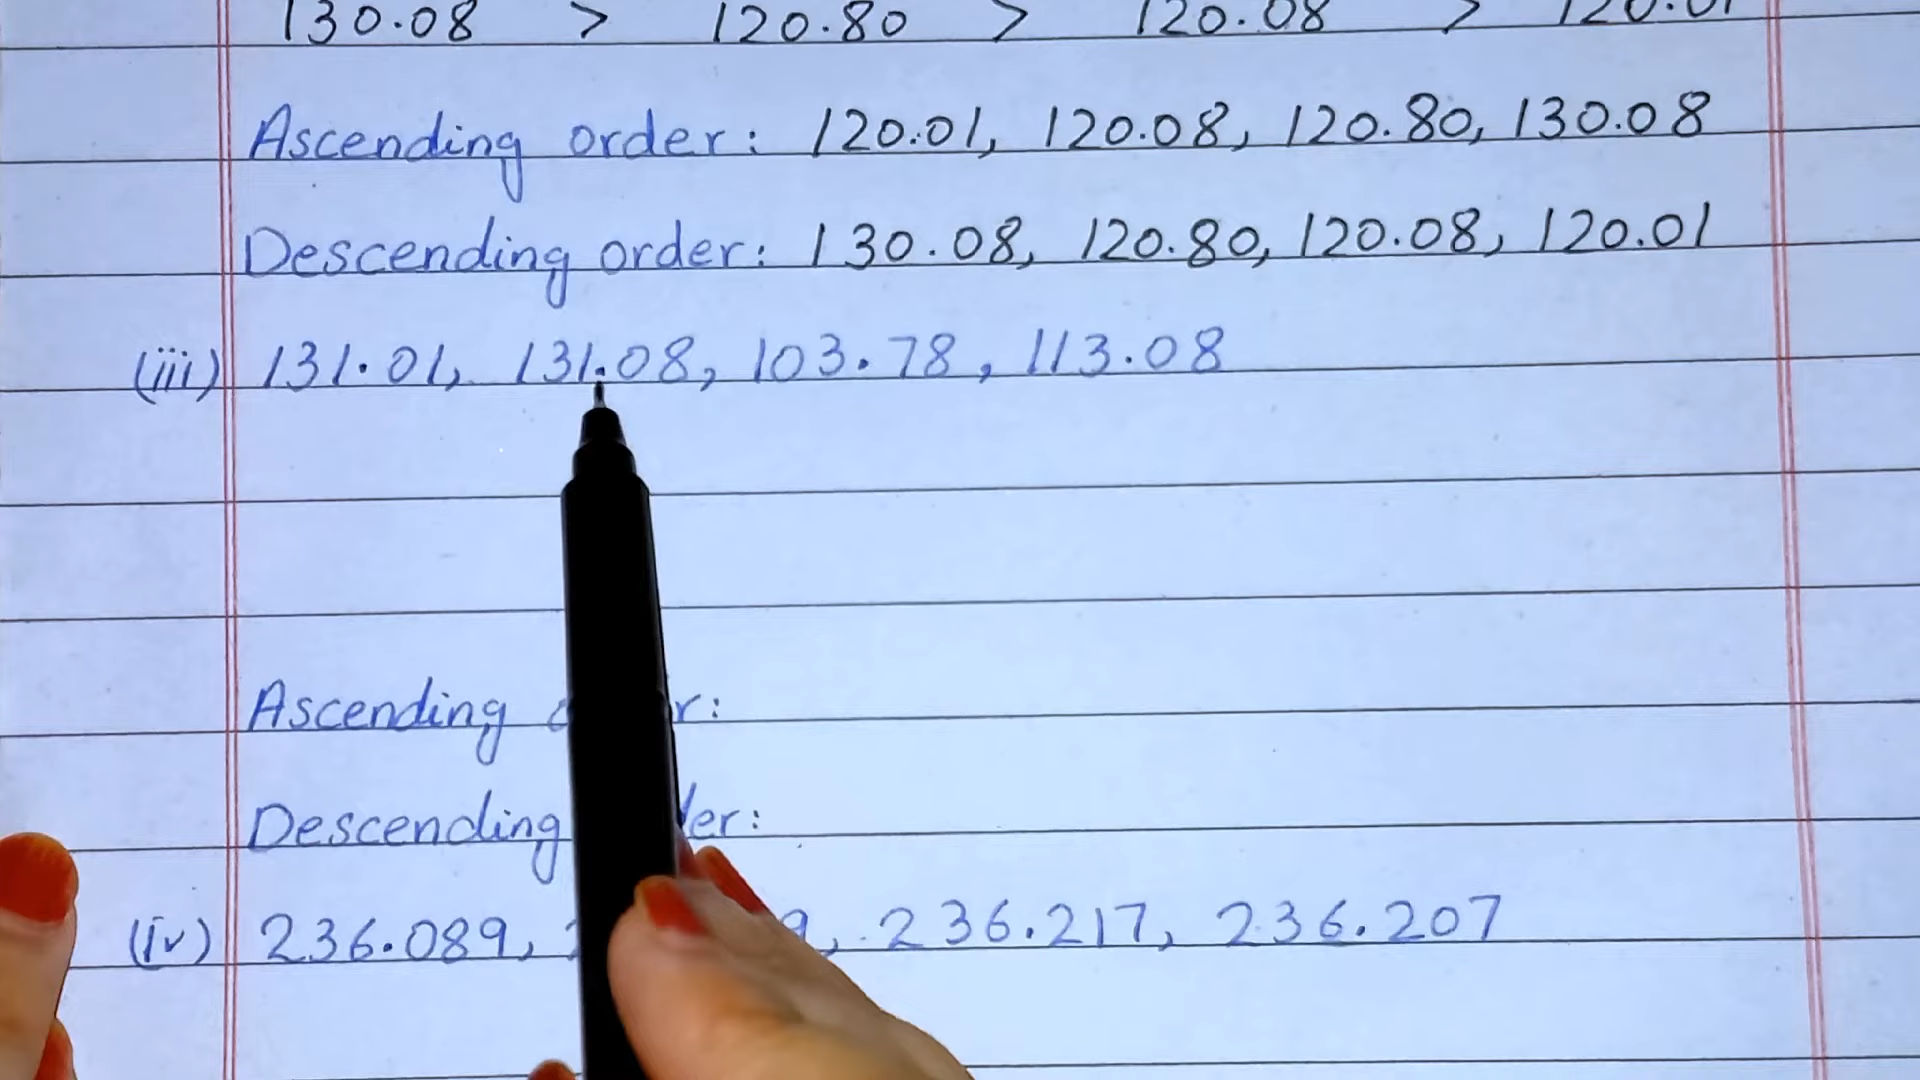 130.08 > 120.80 > 120.08 > 120.01
Ascending order: 120.01, 120.08, 120.80, 130.08
Descending order: 130.08, 120.80, 120.08, 120.01
(iii) 131.01, 131.08, 103.78, 113.08
Ascending
Descending
(iv) 236.089, 236.217, 236.207